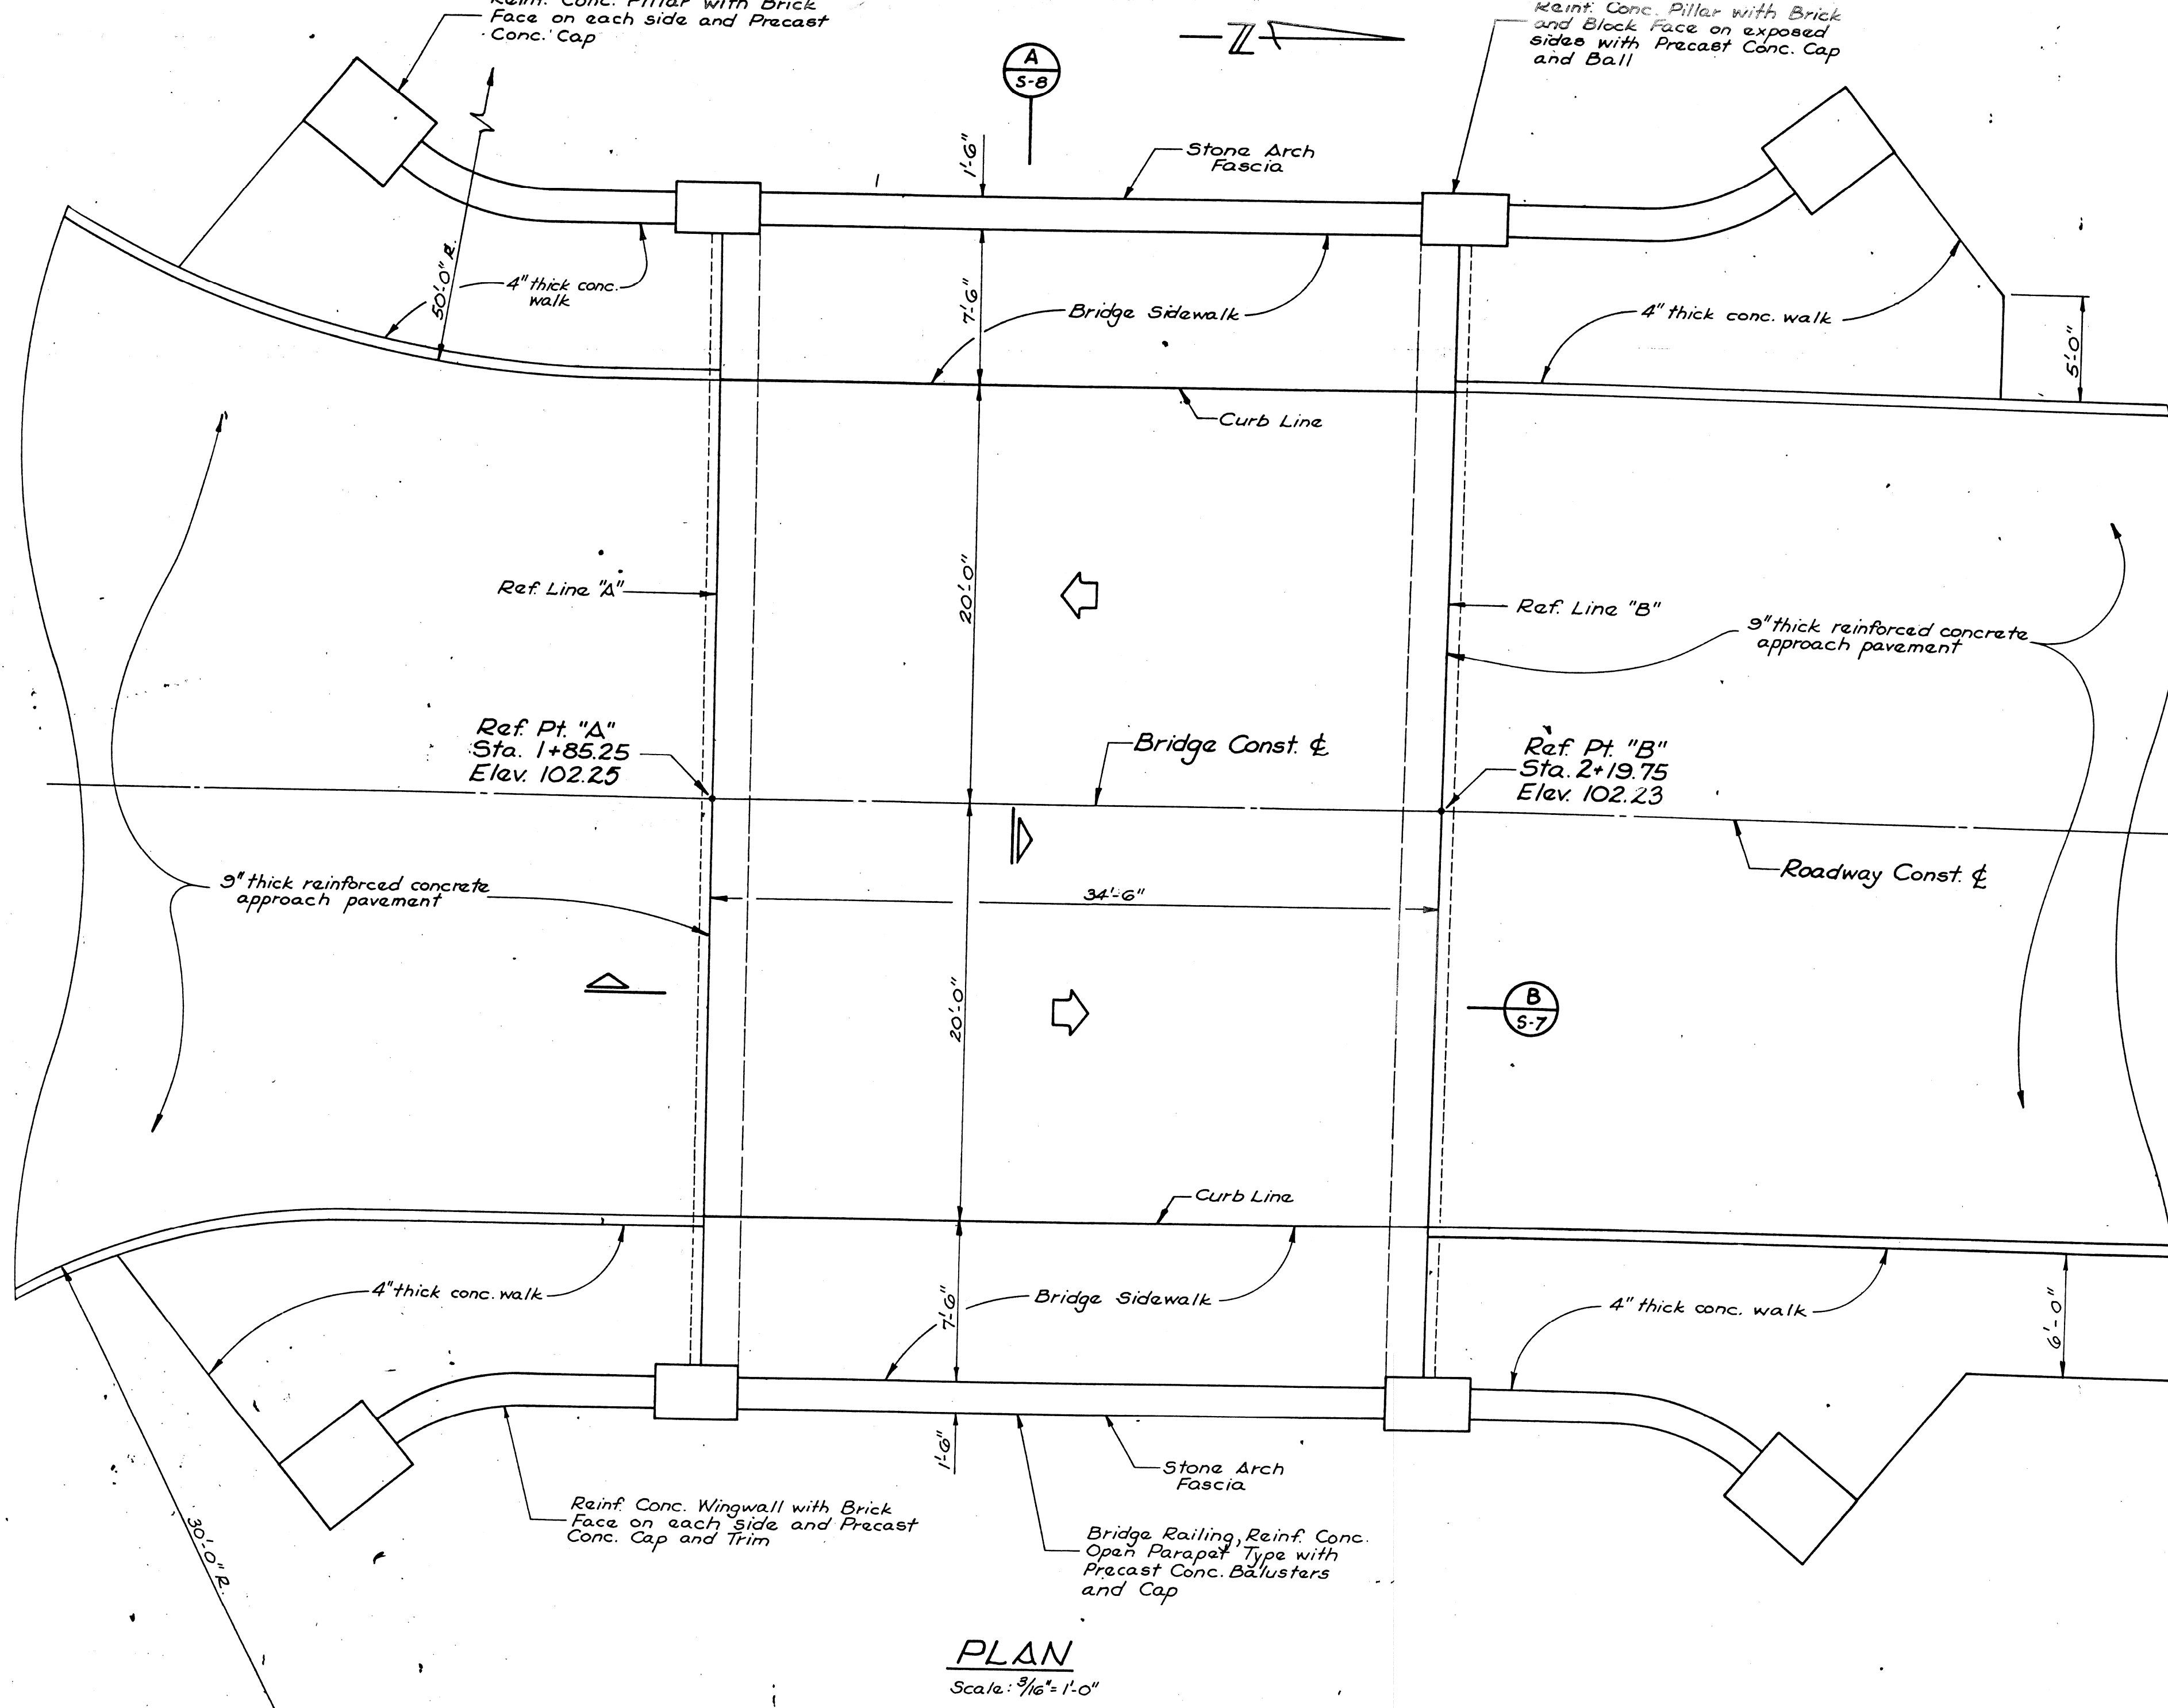 Reinf. Conc. Pillar with Brick
Face on each side and Precast
Conc. Cap
Z
A
S-8
Reinf. Conc. Pillar with Brick
and Block Face on exposed
sides with Precast Conc. Cap
and Ball
1'-6"
Stone Arch
Fascia
50'-0" R.
4" thick conc.
walk
7'-6"
Bridge Sidewalk
4" thick conc. walk
5'-0"
Curb Line
20'-0"
Ref. Line "A"
Ref. Line "B"
9" thick reinforced concrete
approach pavement
Ref. Pt. "A"
Sta. 1+85.25
Elev. 102.25
Bridge Const. ℄
Ref. Pt. "B"
Sta. 2+19.75
Elev. 102.23
Roadway Const. ℄
9" thick reinforced concrete
approach pavement
34'-6"
20'-0"
B
S-7
Curb Line
4" thick conc. walk
7'-6"
Bridge Sidewalk
4" thick conc. walk
6'-0"
1'-6"
Stone Arch
Fascia
30'-0" R.
Reinf. Conc. Wingwall with Brick
Face on each side and Precast
Conc. Cap and Trim
Bridge Railing, Reinf. Conc.
Open Parapet Type with
Precast Conc. Balusters
and Cap
PLAN
Scale: 3/16" = 1'-0"